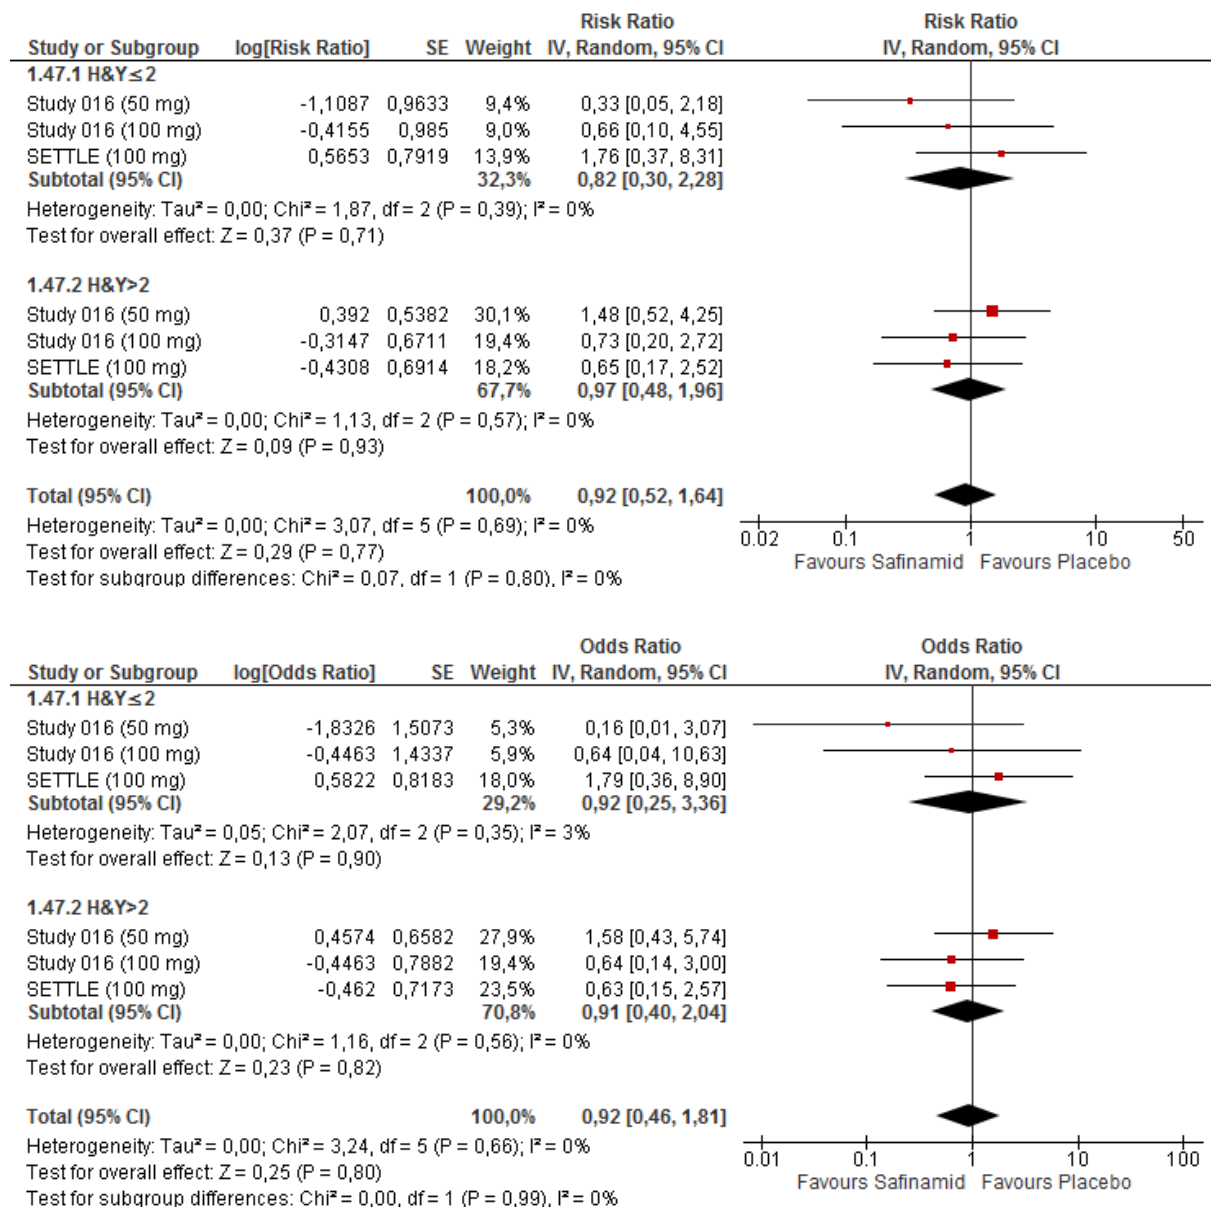 Risk Ratio Risk Ratio
Study or Subgroup log[Risk Ratio] SE Weight IV, Random, 95% CI IV, Random, 95% CI
1.47.1 H&Y≤2
Study 016 (50 mg) -1,1087 0,9633 9,4% 0,33 [0,05, 2,18]
Study 016 (100 mg) -0,4155 0,985 9,0% 0,66 [0,10, 4,55]
SETTLE (100 mg) 0,5653 0,7919 13,9% 1,76 [0,37, 8,31]
Subtotal (95% CI) 32,3% 0,82 [0,30, 2,28]
Heterogeneity: Tau² = 0,00; Chi² = 1,87, df = 2 (P = 0,39); I² = 0%
Test for overall effect: Z = 0,37 (P = 0,71)
1.47.2 H&Y>2
Study 016 (50 mg) 0,392 0,5382 30,1% 1,48 [0,52, 4,25]
Study 016 (100 mg) -0,3147 0,6711 19,4% 0,73 [0,20, 2,72]
SETTLE (100 mg) -0,4308 0,6914 18,2% 0,65 [0,17, 2,52]
Subtotal (95% CI) 67,7% 0,97 [0,48, 1,96]
Heterogeneity: Tau² = 0,00; Chi² = 1,13, df = 2 (P = 0,57); I² = 0%
Test for overall effect: Z = 0,09 (P = 0,93)
Total (95% CI) 100,0% 0,92 [0,52, 1,64]
Heterogeneity: Tau² = 0,00; Chi² = 3,07, df = 5 (P = 0,69); I² = 0%
Test for overall effect: Z = 0,29 (P = 0,77)
Test for subgroup differences: Chi² = 0,07, df = 1 (P = 0,80), I² = 0%
0.02 0.1 1 10 50
Favours Safinamid Favours Placebo
Odds Ratio Odds Ratio
Study or Subgroup log[Odds Ratio] SE Weight IV, Random, 95% CI IV, Random, 95% CI
1.47.1 H&Y≤2
Study 016 (50 mg) -1,8326 1,5073 5,3% 0,16 [0,01, 3,07]
Study 016 (100 mg) -0,4463 1,4337 5,9% 0,64 [0,04, 10,63]
SETTLE (100 mg) 0,5822 0,8183 18,0% 1,79 [0,36, 8,90]
Subtotal (95% CI) 29,2% 0,92 [0,25, 3,36]
Heterogeneity: Tau² = 0,05; Chi² = 2,07, df = 2 (P = 0,35); I² = 3%
Test for overall effect: Z = 0,13 (P = 0,90)
1.47.2 H&Y>2
Study 016 (50 mg) 0,4574 0,6582 27,9% 1,58 [0,43, 5,74]
Study 016 (100 mg) -0,4463 0,7882 19,4% 0,64 [0,14, 3,00]
SETTLE (100 mg) -0,462 0,7173 23,5% 0,63 [0,15, 2,57]
Subtotal (95% CI) 70,8% 0,91 [0,40, 2,04]
Heterogeneity: Tau² = 0,00; Chi² = 1,16, df = 2 (P = 0,56); I² = 0%
Test for overall effect: Z = 0,23 (P = 0,82)
Total (95% CI) 100,0% 0,92 [0,46, 1,81]
Heterogeneity: Tau² = 0,00; Chi² = 3,24, df = 5 (P = 0,66); I² = 0%
Test for overall effect: Z = 0,25 (P = 0,80)
Test for subgroup differences: Chi² = 0,00, df = 1 (P = 0,99), I² = 0%
0.01 0.1 1 10 100
Favours Safinamid Favours Placebo